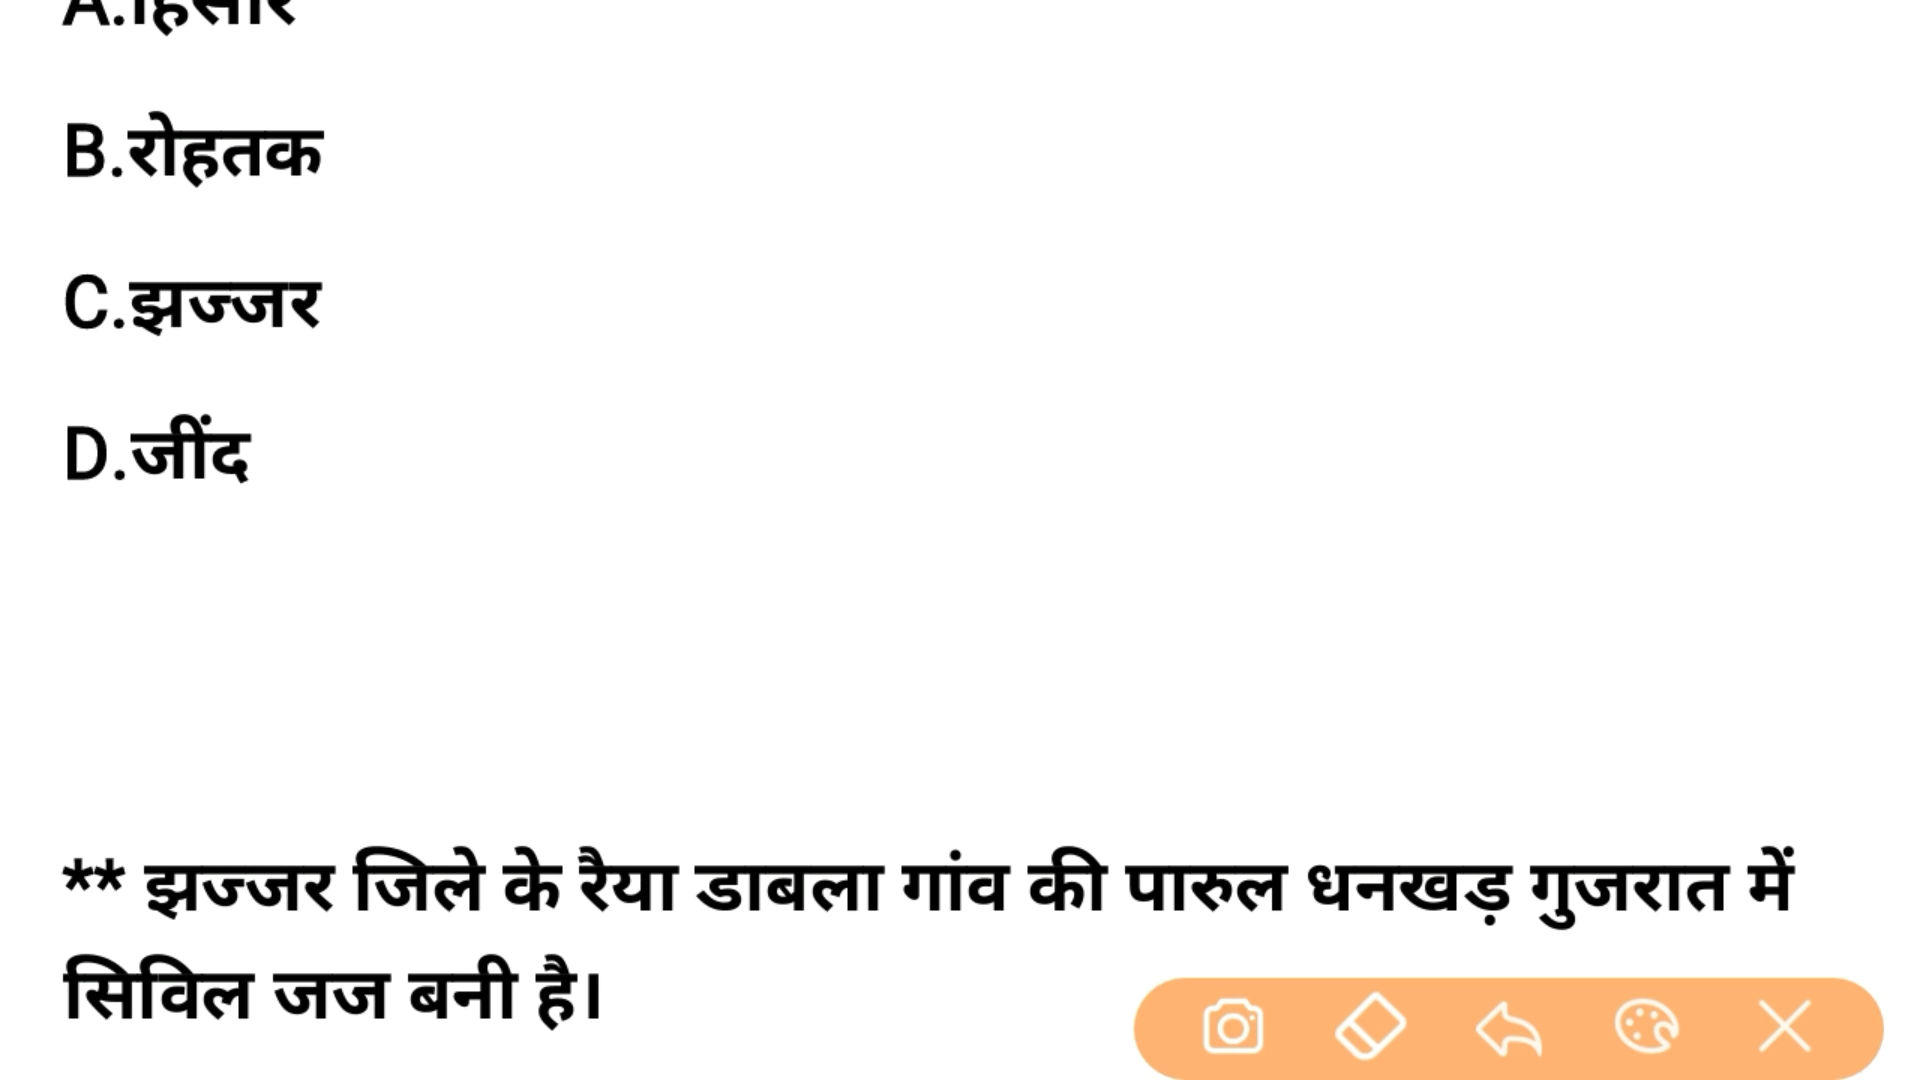 A.हिसार
B.रोहतक
C.झज्जर
D.जींद
** झज्जर जिले के रैया डाबला गांव की पारुल धनखड़ गुजरात में
सिविल जज बनी है।